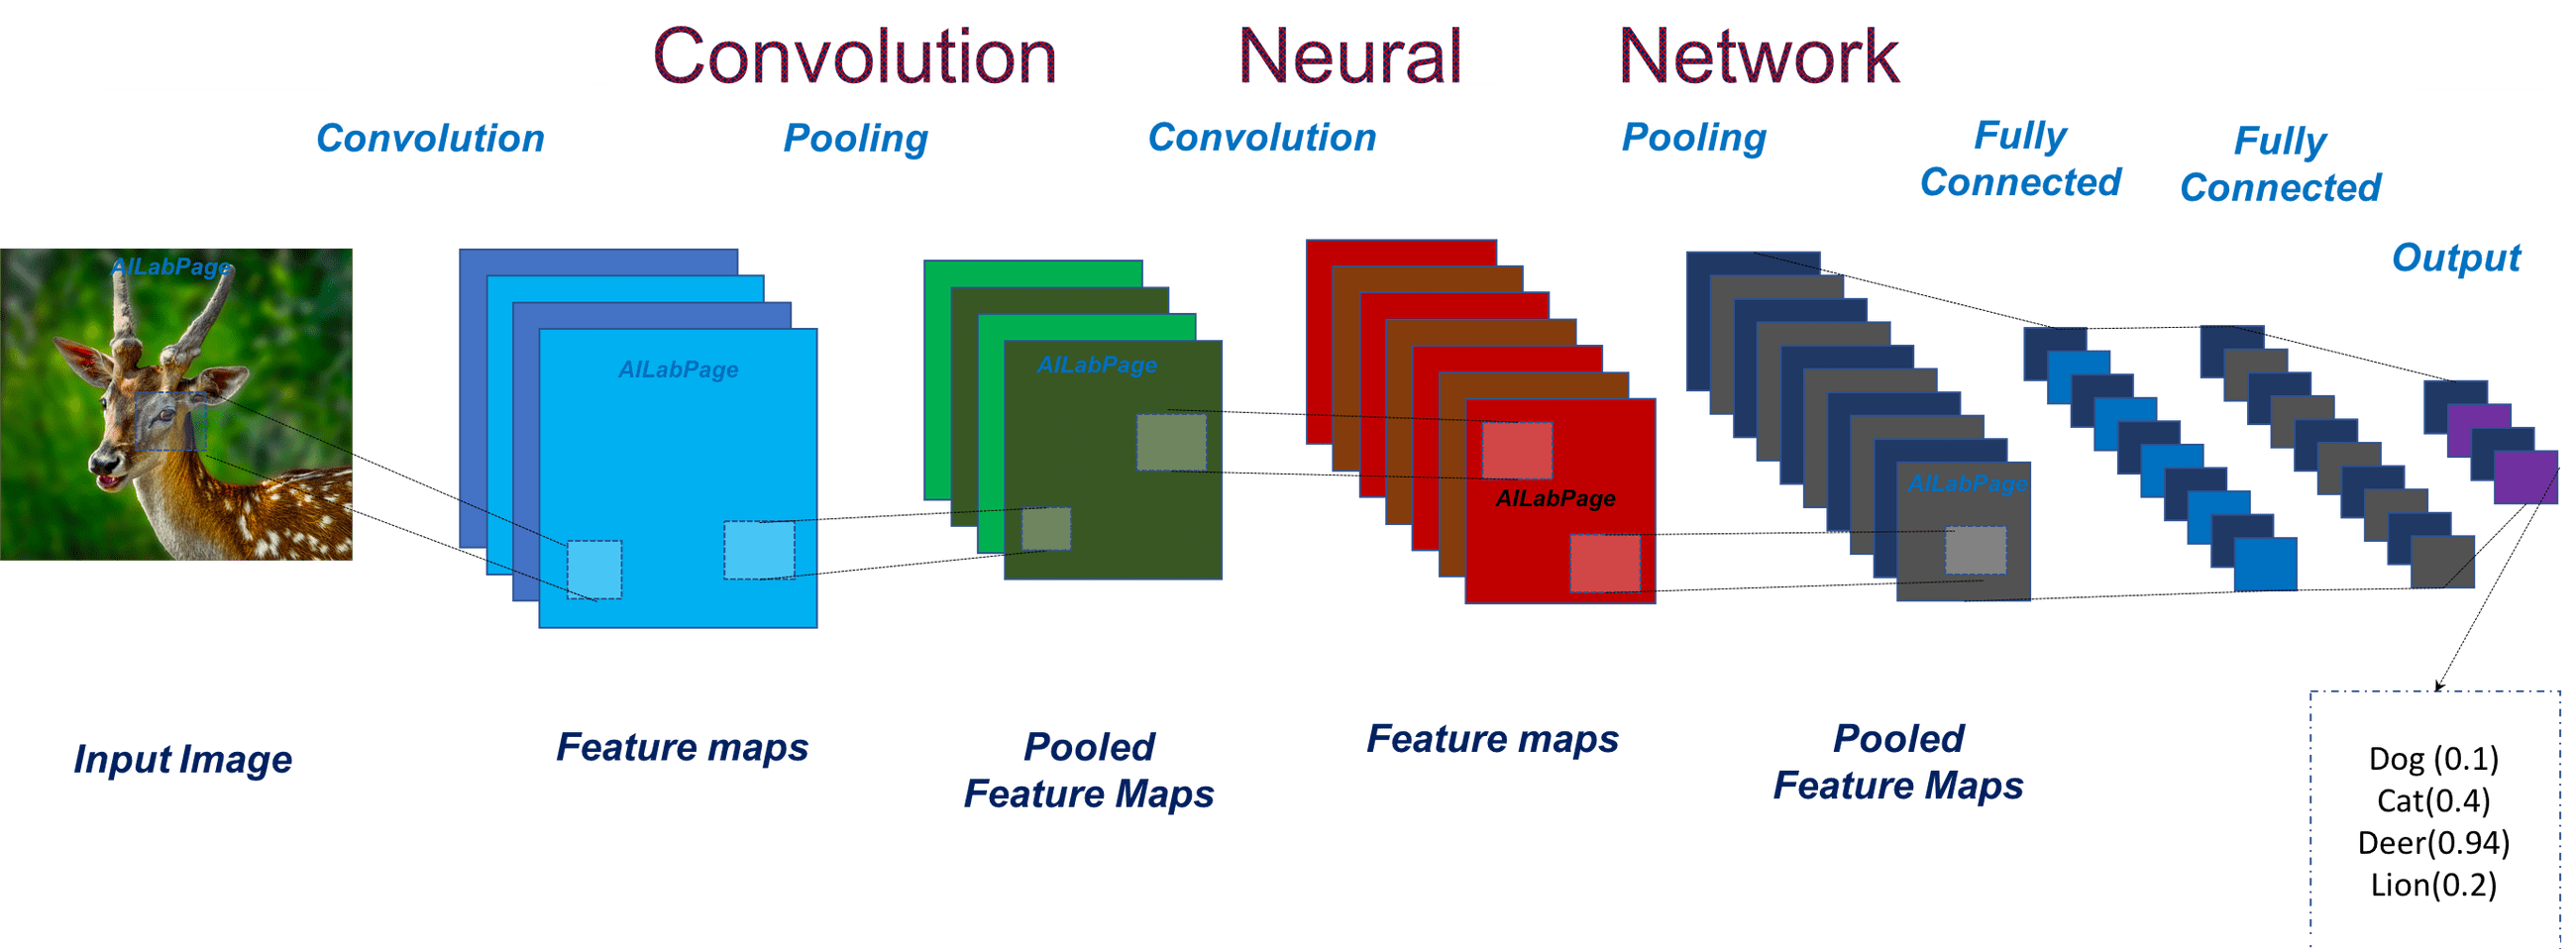 Convolution Neural Network
Convolution
Pooling
Convolution
Pooling
Fully
Connected
Fully
Connected
Output
AILabPage
AILabPage
AILabPage
AILabPage
AILabPage
Input Image
Feature maps
Pooled
Feature Maps
Feature maps
Pooled
Feature Maps
Dog (0.1)
Cat(0.4)
Deer(0.94)
Lion(0.2)